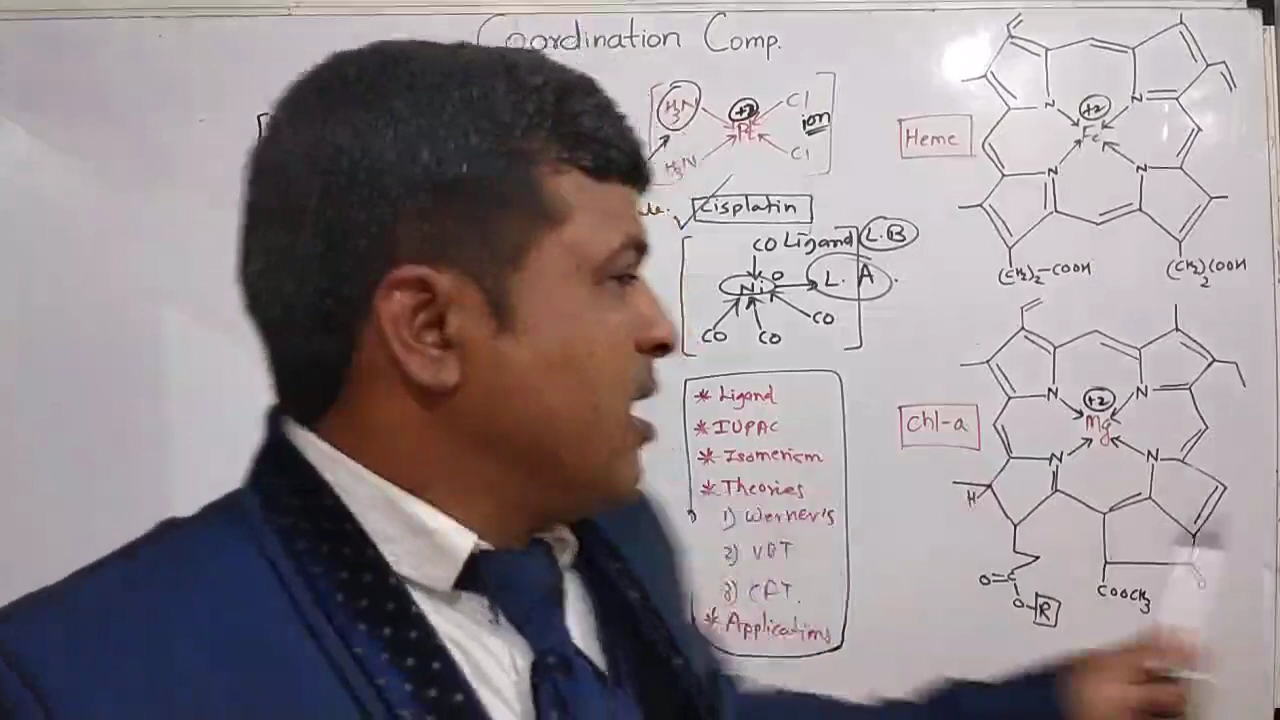 Coordination Comp.
H₃N +2 Cl
Pt ion
H₃N Cl
Cisplatin
CO Ligand L.B
Ni⁰ L. A.
CO CO CO
* Ligand
* IUPAC
* Isomerism
* Theories
1) Werner's
2) VBT
3) CFT.
* Applications
Heme
N +2 N
Fe
N N
(CH₂)₂-COOH (CH₂)₂COOH
Chl-a
N +2 N
Mg
N N
H
O=C
O-R
COOCH₃
O